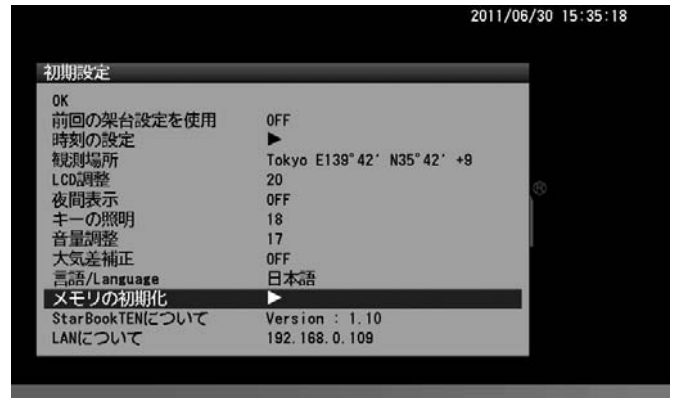 2011/06/30 15:35:18
初期設定
OK
前回の架台設定を使用 OFF
時刻の設定 ▶
観測場所 Tokyo E139°42′ N35°42′ +9
LCD調整 20
夜間表示 OFF
キーの照明 18
音量調整 17
大気差補正 OFF
言語/Language 日本語
メモリの初期化 ▶
StarBookTENについて Version : 1.10
LANについて 192.168.0.109
®